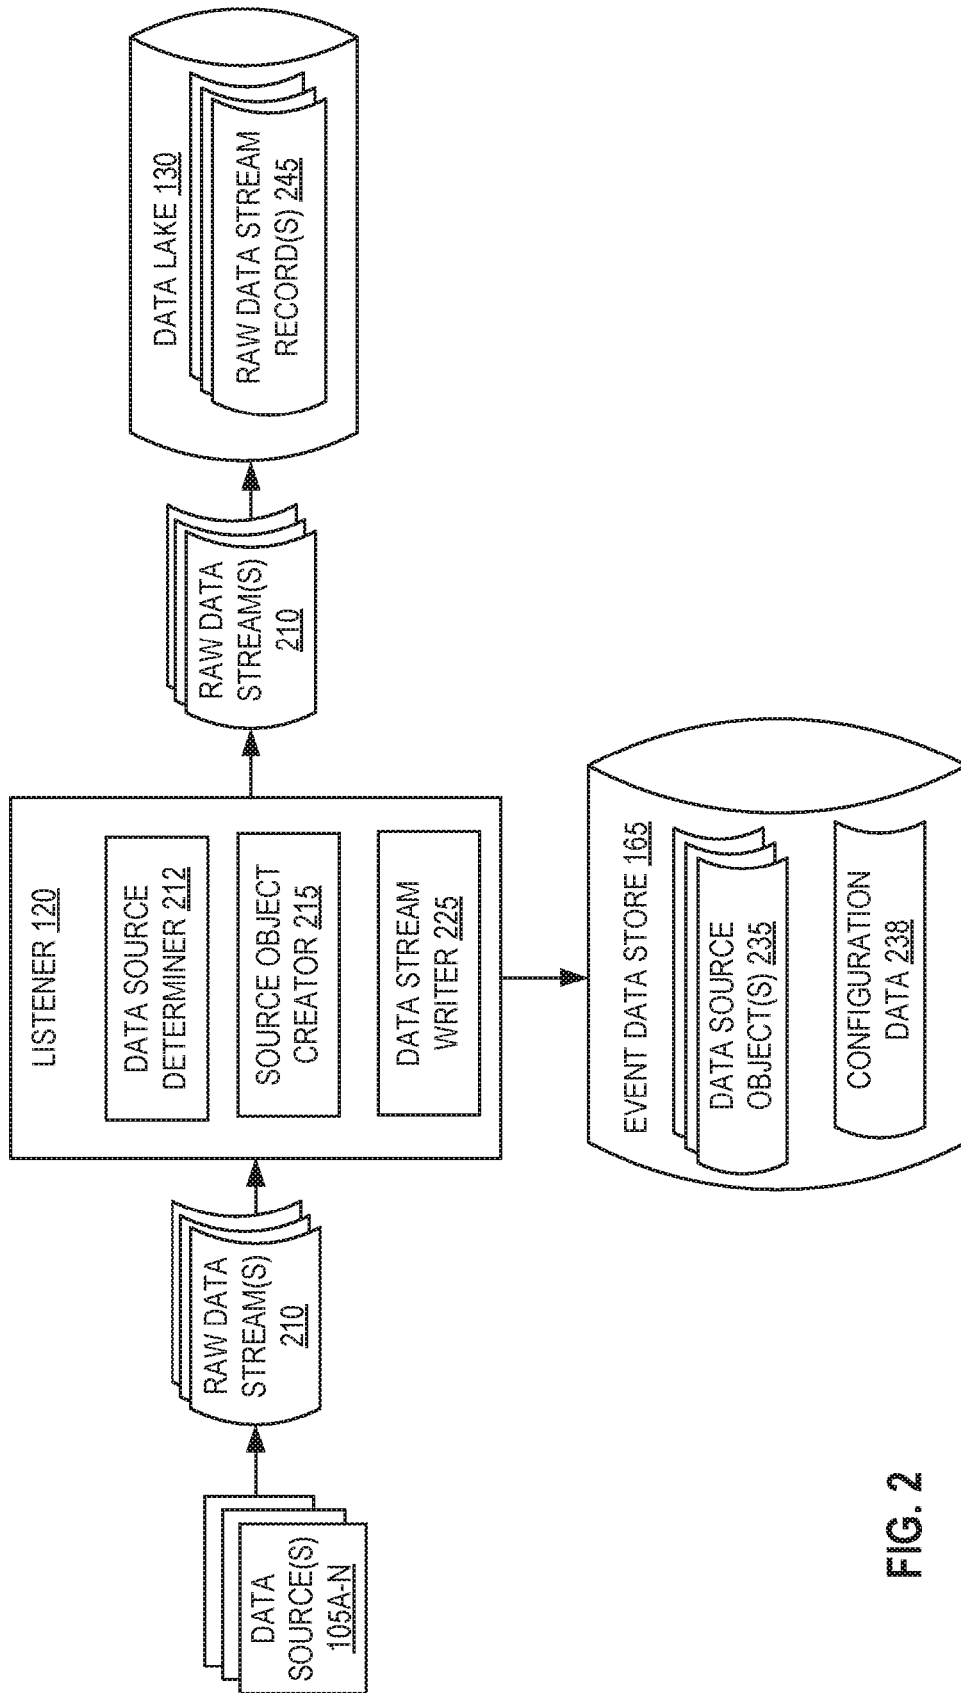 DATA
SOURCE(S)
105A-N
RAW DATA
STREAM(S)
210
LISTENER 120
DATA SOURCE
DETERMINER 212
SOURCE OBJECT
CREATOR 215
DATA STREAM
WRITER 225
RAW DATA
STREAM(S)
210
DATA LAKE 130
RAW DATA STREAM
RECORD(S) 245
EVENT DATA STORE 165
DATA SOURCE
OBJECT(S) 235
CONFIGURATION
DATA 238
FIG. 2